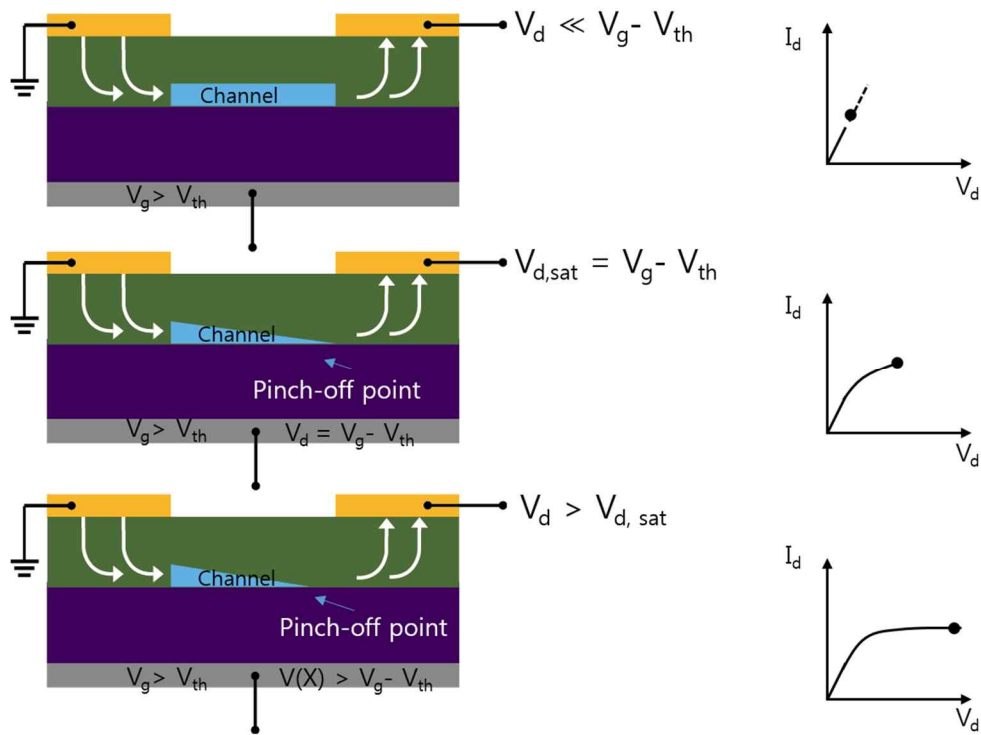 V_d ≪ V_g- V_th
I_d
Channel
V_d
V_g> V_th
V_d,sat = V_g- V_th
I_d
Channel
Pinch-off point
V_g> V_th V_d = V_g- V_th
V_d
V_d > V_d, sat
I_d
Channel
Pinch-off point
V_g> V_th V(X) > V_g- V_th
V_d